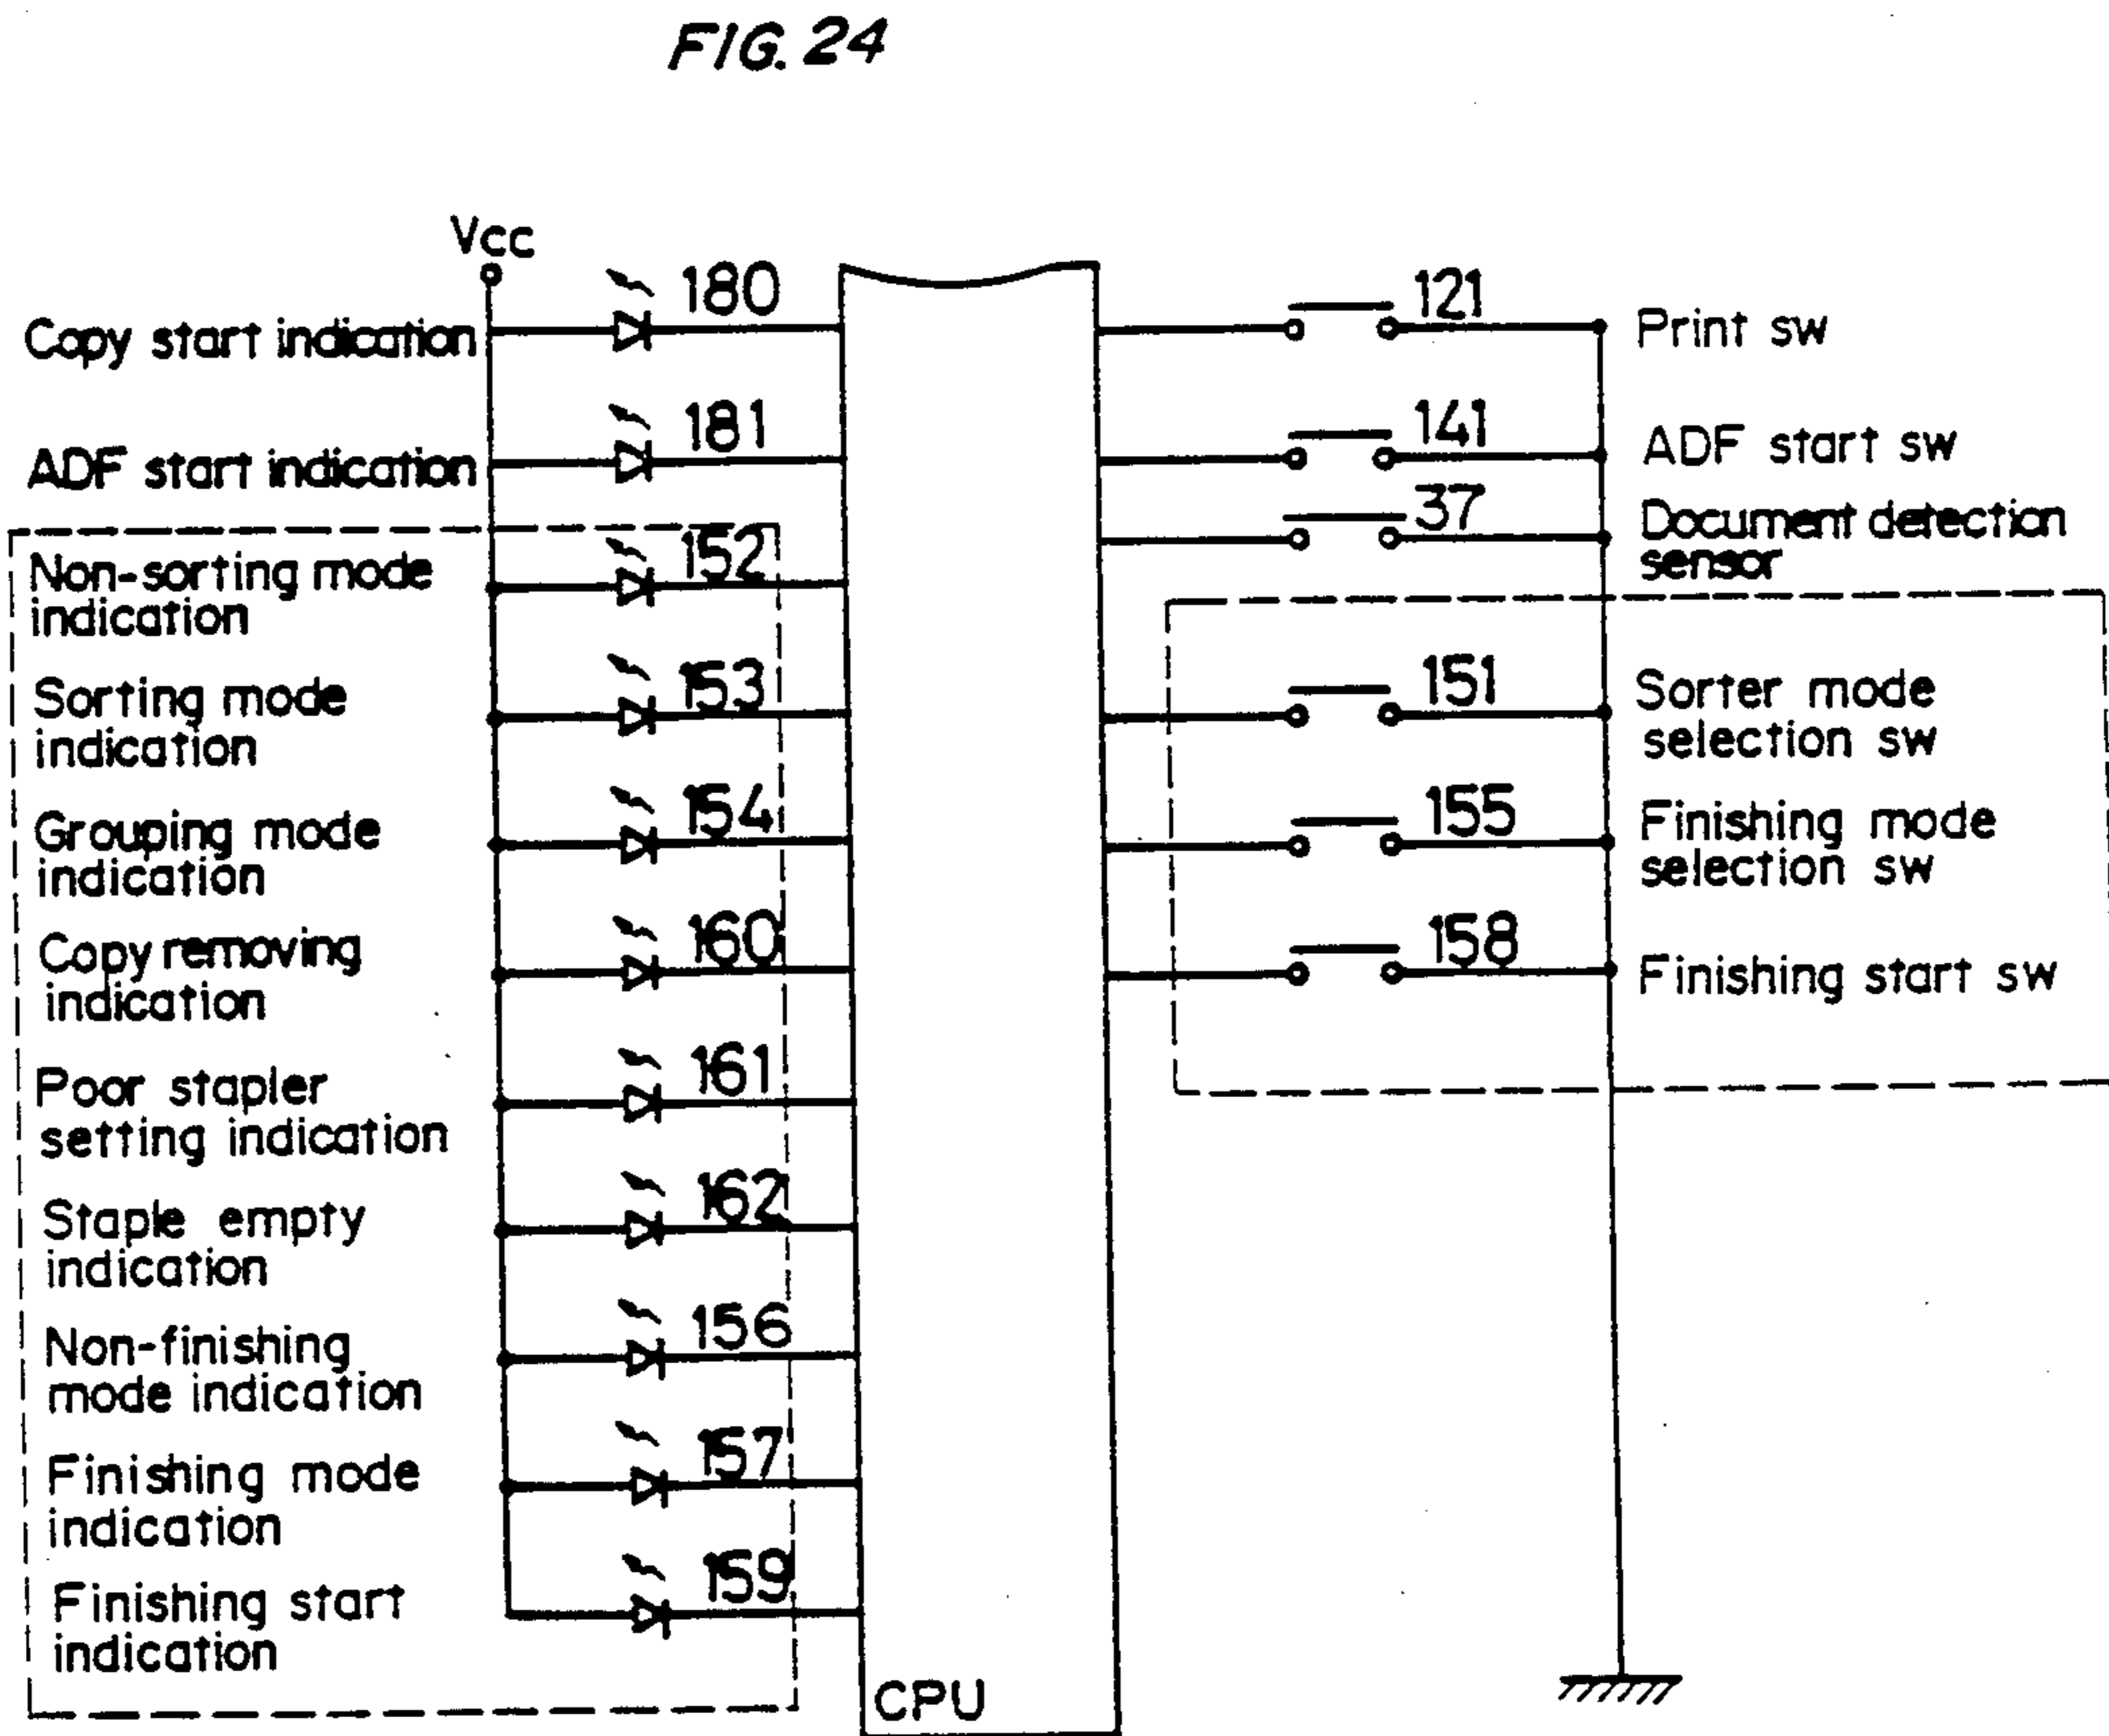 FIG. 24
Vcc
Copy start indication
180
ADF start indication
181
Non-sorting mode
indication
152
Sorting mode
indication
153
Grouping mode
indication
154
Copy removing
indication
160
Poor stapler
setting indication
161
Staple empty
indication
162
Non-finishing
mode indication
156
Finishing mode
indication
157
Finishing start
indication
159
CPU
121
Print sw
141
ADF start sw
37
Document detection
sensor
151
Sorter mode
selection sw
155
Finishing mode
selection sw
158
Finishing start sw